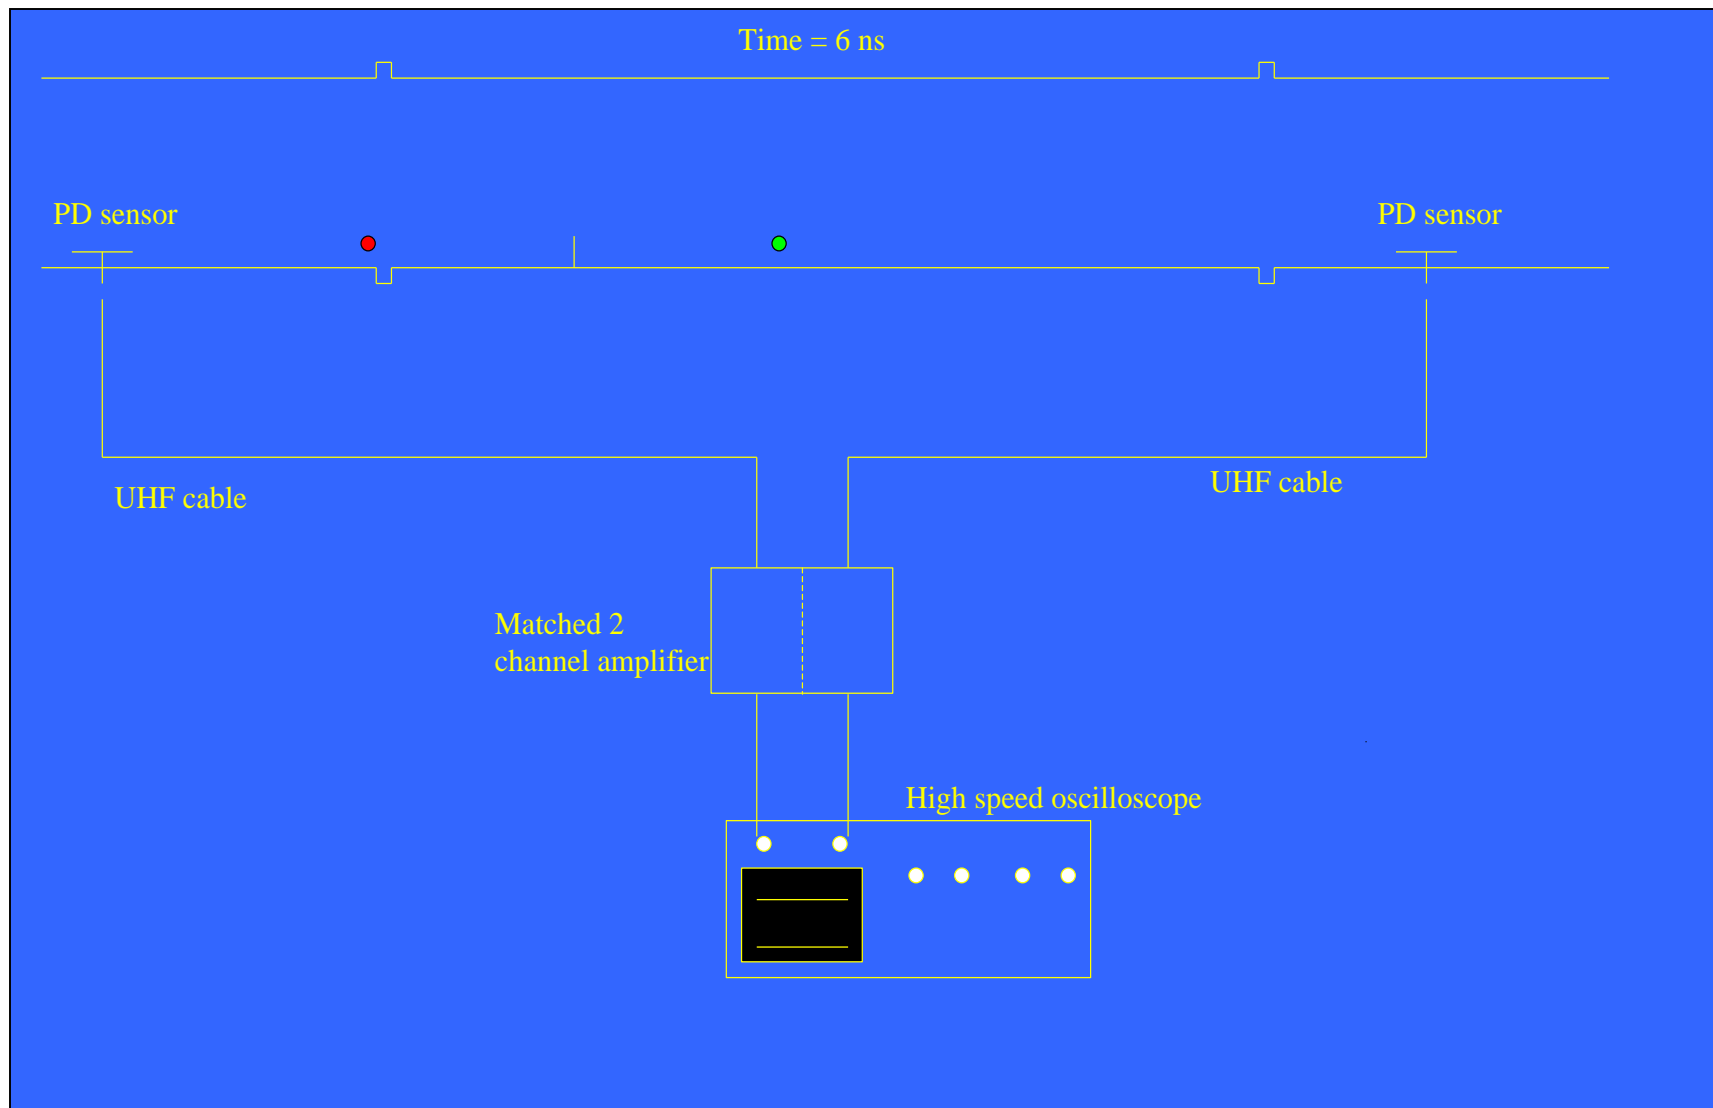 Time = 6 ns
PD sensor
PD sensor
UHF cable
UHF cable
Matched 2
channel amplifier
High speed oscilloscope